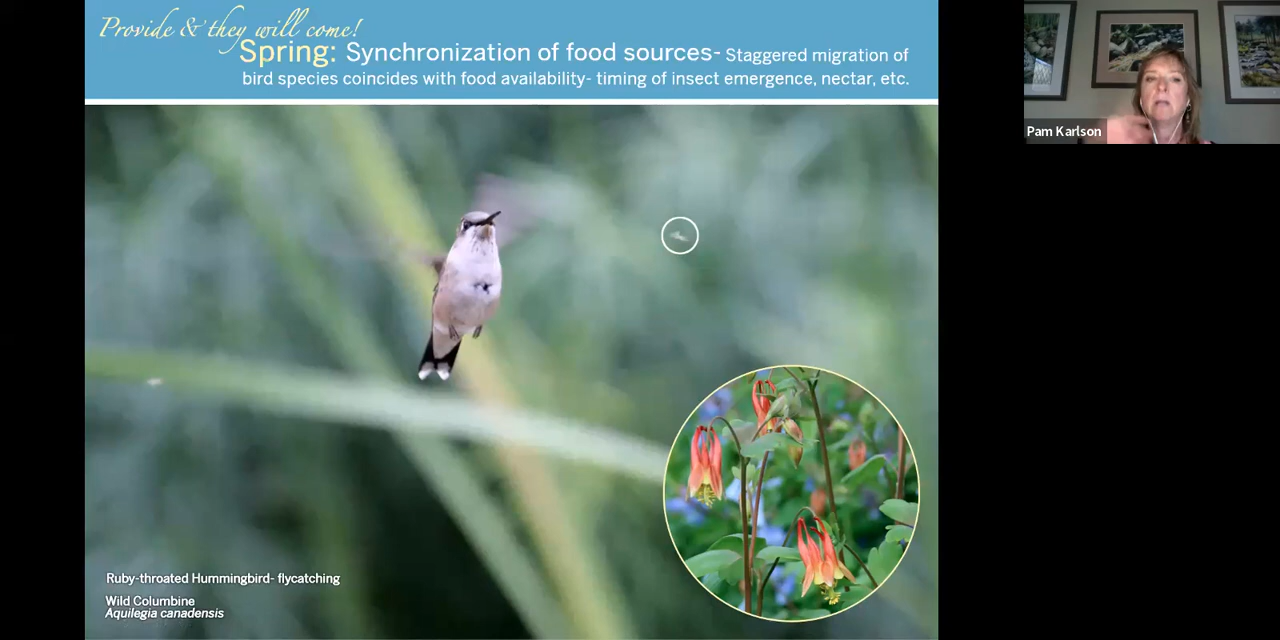 Provide & they will come!
Spring: Synchronization of food sources- Staggered migration of
bird species coincides with food availability- timing of insect emergence, nectar, etc.
Pam Karlson
Ruby-throated Hummingbird- flycatching
Wild Columbine
Aquilegia canadensis